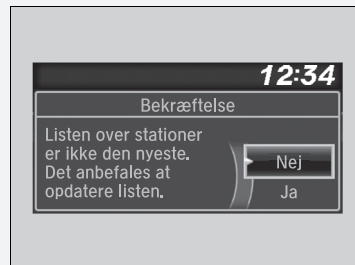 12:34
Bekræftelse
Listen over stationer
er ikke den nyeste.
Det anbefales at
opdatere listen.
Nej
Ja